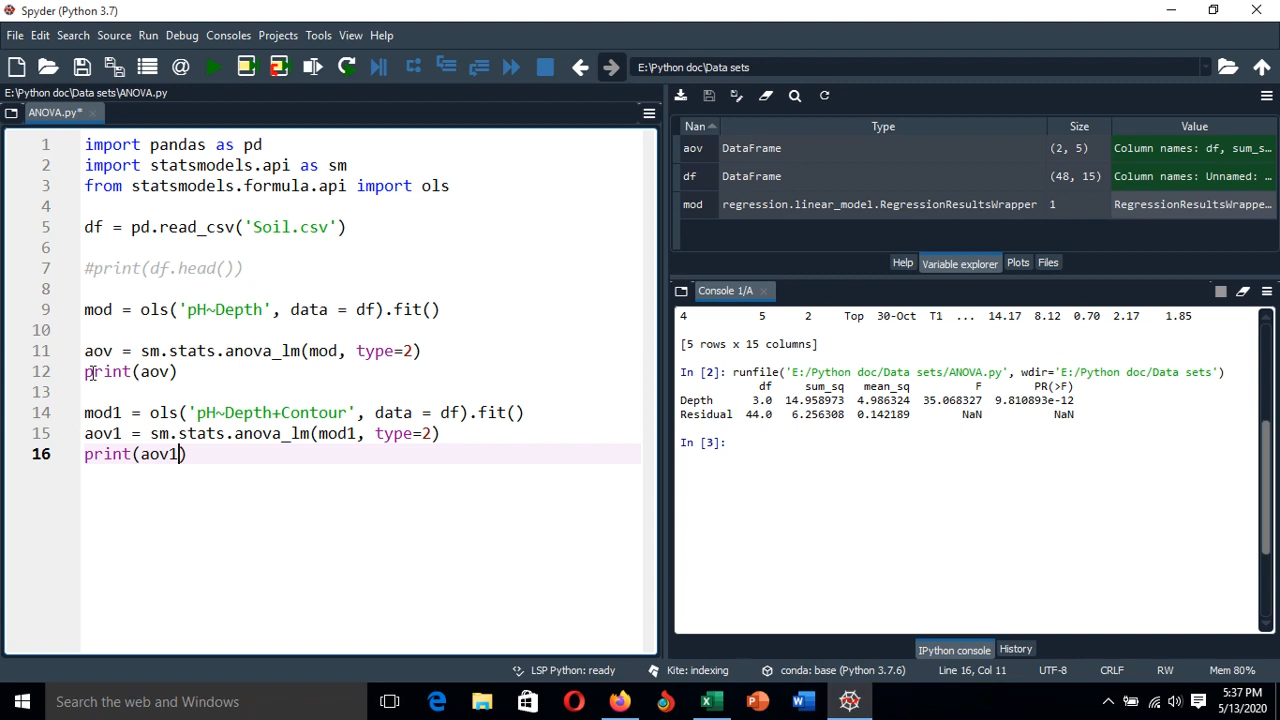 Spyder (Python 3.7)
File Edit Search Source Run Debug Consoles Projects Tools View Help
E:\Python doc\Data sets
E:\Python doc\Data sets\ANOVA.py
ANOVA.py*
1 import pandas as pd
2 import statsmodels.api as sm
3 from statsmodels.formula.api import ols
4
5 df = pd.read_csv('Soil.csv')
6
7 #print(df.head())
8
9 mod = ols('pH~Depth', data = df).fit()
10
11 aov = sm.stats.anova_lm(mod, type=2)
12 print(aov)
13
14 mod1 = ols('pH~Depth+Contour', data = df).fit()
15 aov1 = sm.stats.anova_lm(mod1, type=2)
16 print(aov1)
Nan Type Size Value
aov DataFrame (2, 5) Column names: df, sum_s...
df DataFrame (48, 15) Column names: Unnamed: ...
mod regression.linear_model.RegressionResultsWrapper 1 RegressionResultsWrappe...
Help Variable explorer Plots Files
Console 1/A
4 5 2 Top 30-Oct T1 ... 14.17 8.12 0.70 2.17 1.85
[5 rows x 15 columns]
In [2]: runfile('E:/Python doc/Data sets/ANOVA.py', wdir='E:/Python doc/Data sets')
df sum_sq mean_sq F PR(>F)
Depth 3.0 14.958973 4.986324 35.068327 9.810893e-12
Residual 44.0 6.256308 0.142189 NaN NaN
In [3]:
IPython console History
LSP Python: ready Kite: indexing conda: base (Python 3.7.6) Line 16, Col 11 UTF-8 CRLF RW Mem 80%
Search the web and Windows
5:37 PM
5/13/2020